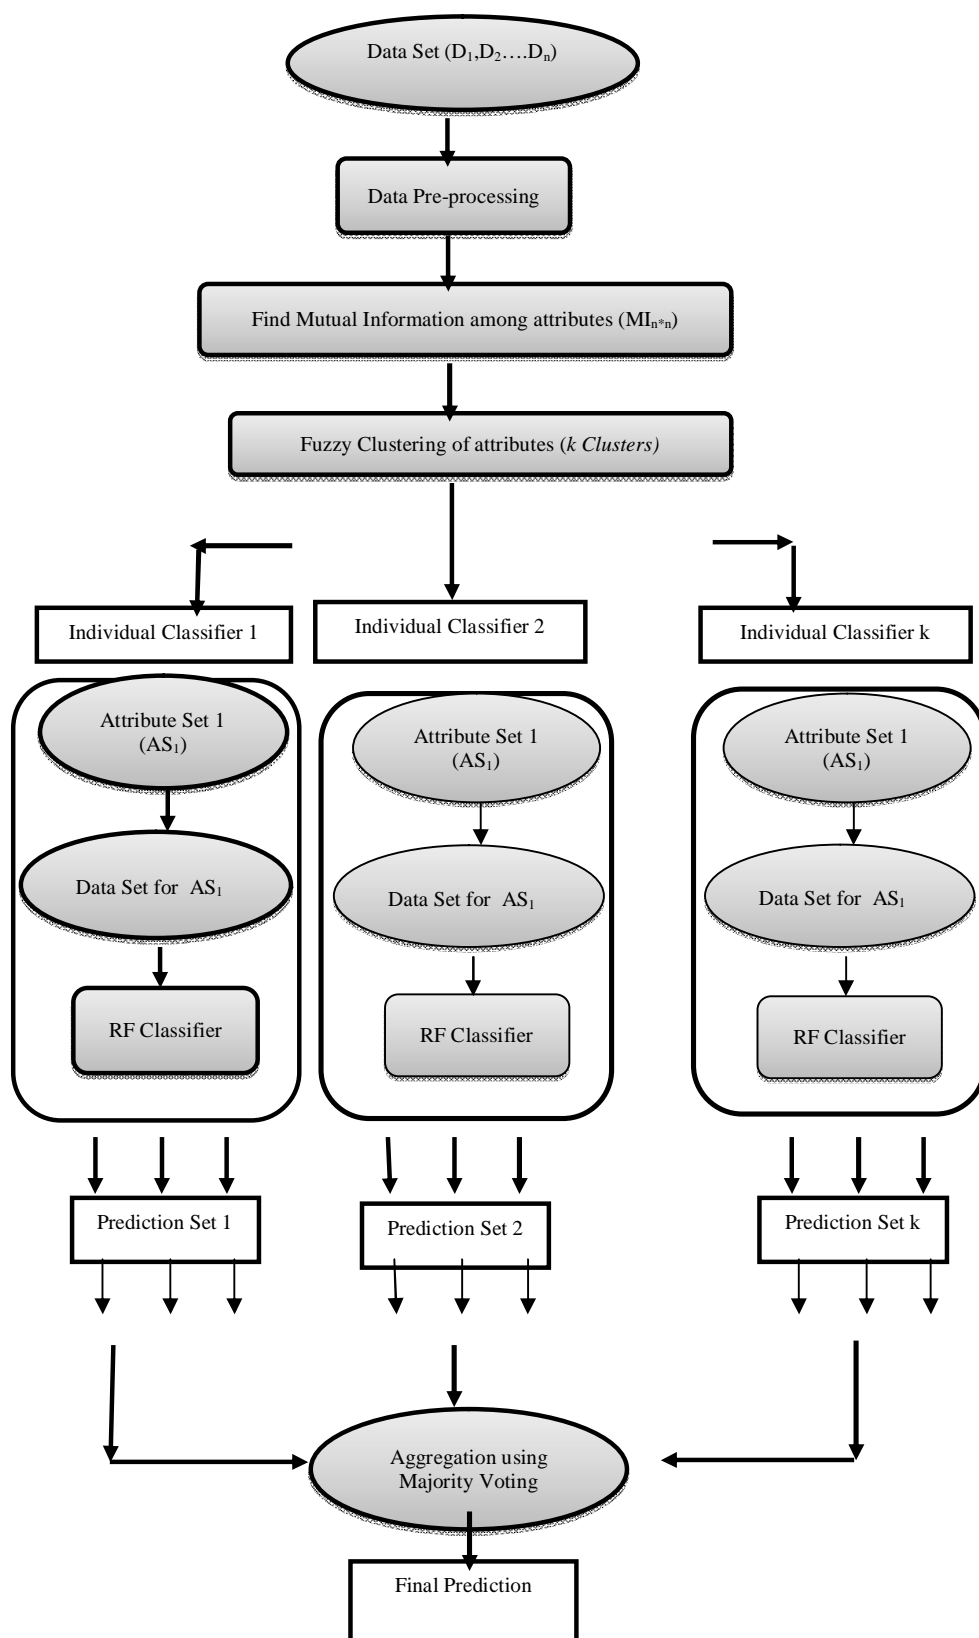 Data Set (D₁,D₂….Dₙ)
Data Pre-processing
Find Mutual Information among attributes (MIₙ*ₙ)
Fuzzy Clustering of attributes (k Clusters)
Individual Classifier 1
Individual Classifier 2
Individual Classifier k
Attribute Set 1
(AS₁)
Attribute Set 1
(AS₁)
Attribute Set 1
(AS₁)
Data Set for AS₁
Data Set for AS₁
Data Set for AS₁
RF Classifier
RF Classifier
RF Classifier
Prediction Set 1
Prediction Set 2
Prediction Set k
Aggregation using
Majority Voting
Final Prediction